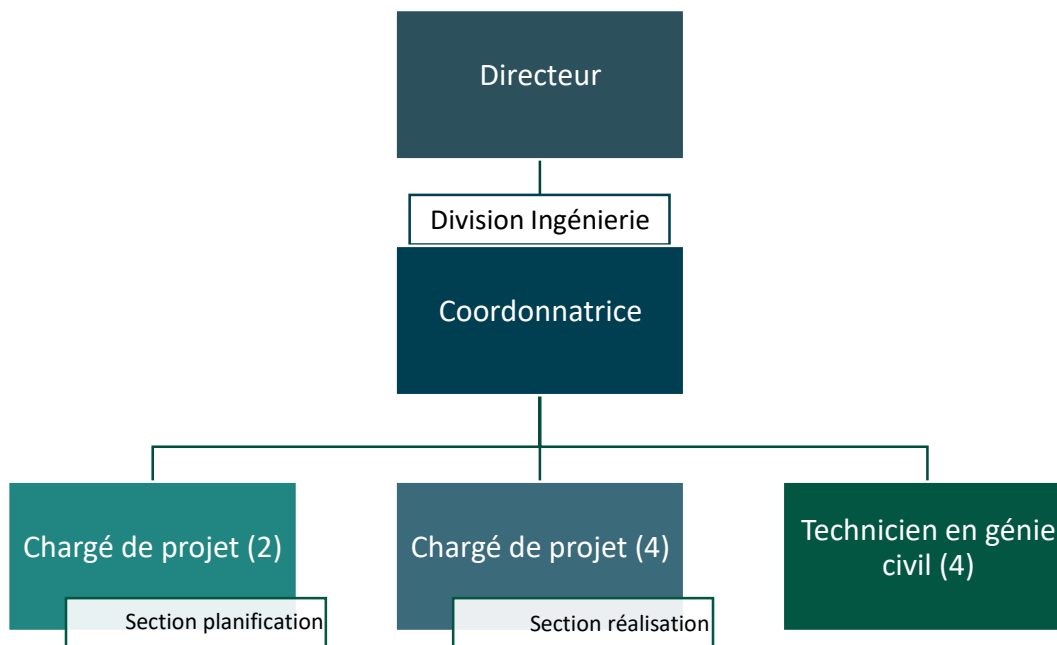 Directeur
Division Ingénierie
Coordonnatrice
Chargé de projet (2)
Section planification
Chargé de projet (4)
Section réalisation
Technicien en génie
civil (4)